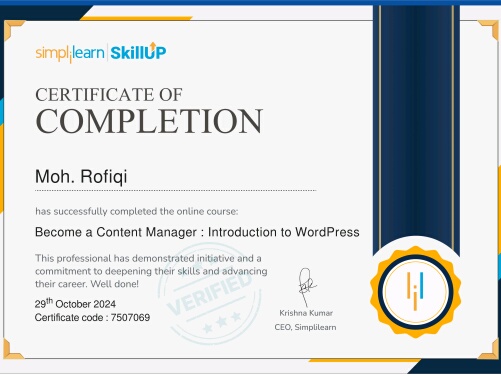 simplilearn | SkillUP
CERTIFICATE OF
COMPLETION
Moh. Rofiqi
has successfully completed the online course:
Become a Content Manager : Introduction to WordPress
This professional has demonstrated initiative and a
commitment to deepening their skills and advancing
their career. Well done!
VERIFIED
29th October 2024
Certificate code : 7507069
Krishna Kumar
CEO, Simplilearn